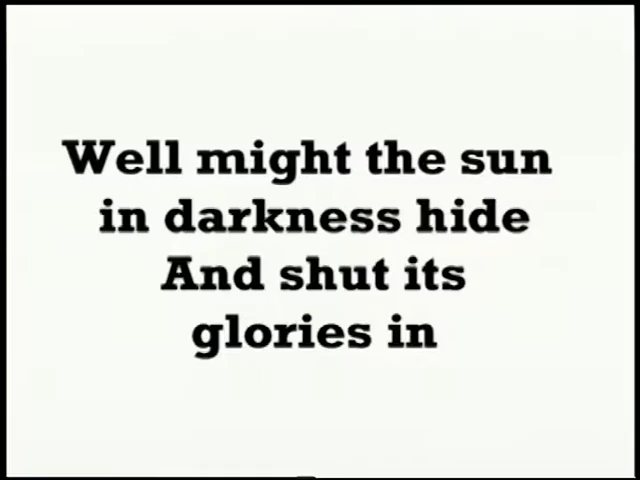 Well might the sun
in darkness hide
And shut its
glories in